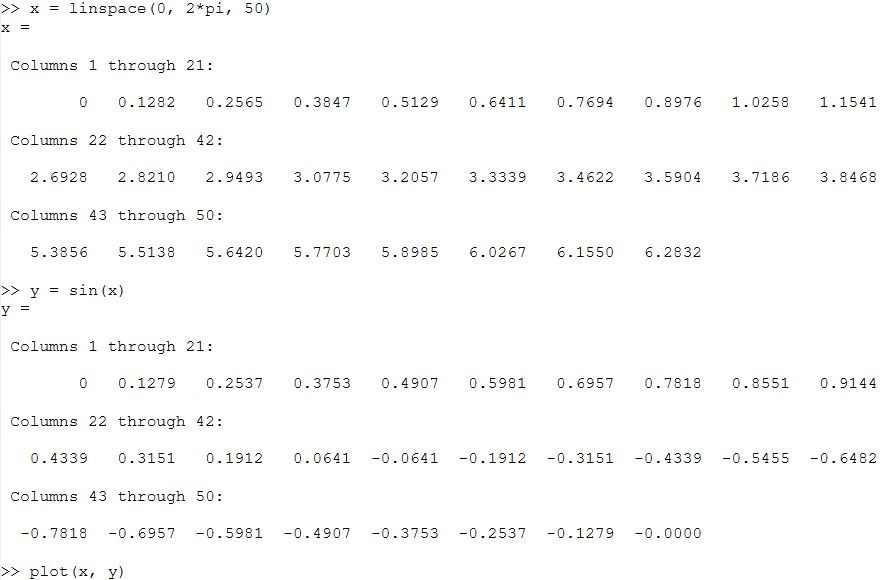 >> x = linspace(0, 2*pi, 50)
x =
Columns 1 through 21:
0 0.1282 0.2565 0.3847 0.5129 0.6411 0.7694 0.8976 1.0258 1.1541
Columns 22 through 42:
2.6928 2.8210 2.9493 3.0775 3.2057 3.3339 3.4622 3.5904 3.7186 3.8468
Columns 43 through 50:
5.3856 5.5138 5.6420 5.7703 5.8985 6.0267 6.1550 6.2832
>> y = sin(x)
y =
Columns 1 through 21:
0 0.1279 0.2537 0.3753 0.4907 0.5981 0.6957 0.7818 0.8551 0.9144
Columns 22 through 42:
0.4339 0.3151 0.1912 0.0641 -0.0641 -0.1912 -0.3151 -0.4339 -0.5455 -0.6482
Columns 43 through 50:
-0.7818 -0.6957 -0.5981 -0.4907 -0.3753 -0.2537 -0.1279 -0.0000
>> plot(x, y)